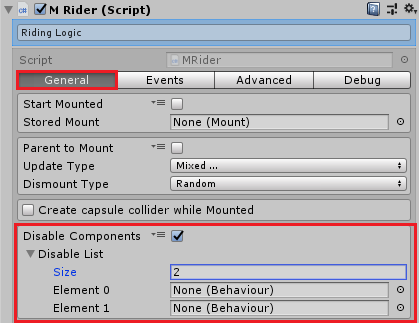 M Rider (Script)
Riding Logic
Script MRider
General Events Advanced Debug
Start Mounted
Stored Mount None (Mount)
Parent to Mount
Update Type Mixed ...
Dismount Type Random
Create capsule collider while Mounted
Disable Components
Disable List
Size 2
Element 0 None (Behaviour)
Element 1 None (Behaviour)